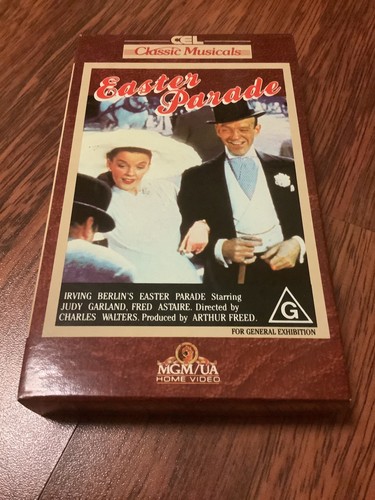 CEL
Classic Musicals
Easter
Parade
IRVING BERLIN'S EASTER PARADE Starring
JUDY GARLAND, FRED ASTAIRE. Directed by
CHARLES WALTERS. Produced by ARTHUR FREED.
G
FOR GENERAL EXHIBITION
MGM/UA
HOME VIDEO